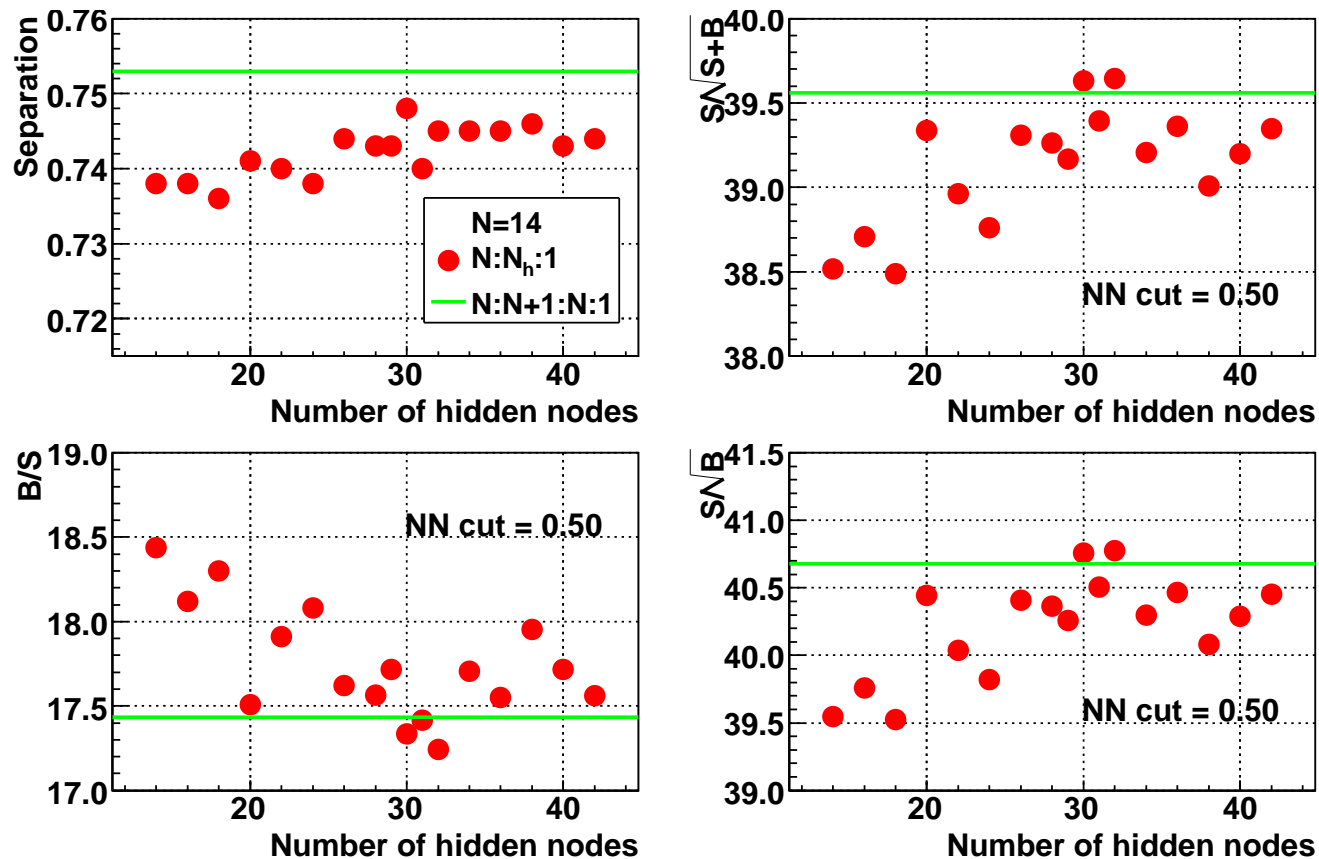 Separation
0.76
0.75
0.74
0.73
0.72
N=14
N:Nₕ:1
N:N+1:N:1
20 30 40
Number of hidden nodes
S/√S+B
40.0
39.5
39.0
38.5
38.0
NN cut = 0.50
20 30 40
Number of hidden nodes
B/S
19.0
18.5
18.0
17.5
17.0
NN cut = 0.50
20 30 40
Number of hidden nodes
S/√B
41.5
41.0
40.5
40.0
39.5
39.0
NN cut = 0.50
20 30 40
Number of hidden nodes